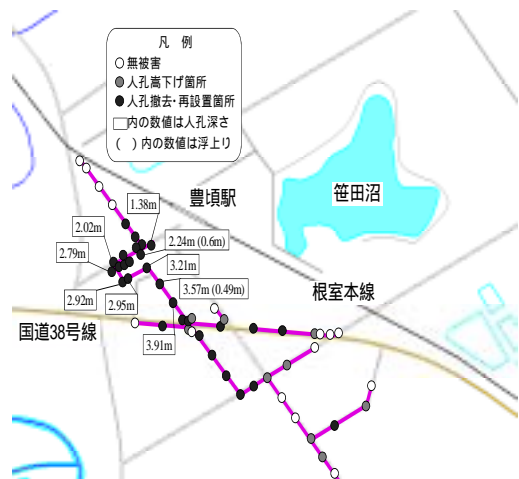 凡 例
○無被害
●人孔嵩下げ箇所
●人孔撤去・再設置箇所
□内の数値は人孔深さ
( )内の数値は浮上り
豊頃駅
笹田沼
1.38m
2.02m
2.24m (0.6m)
2.79m
3.21m
3.57m (0.49m)
2.92m
2.95m
根室本線
国道38号線
3.91m